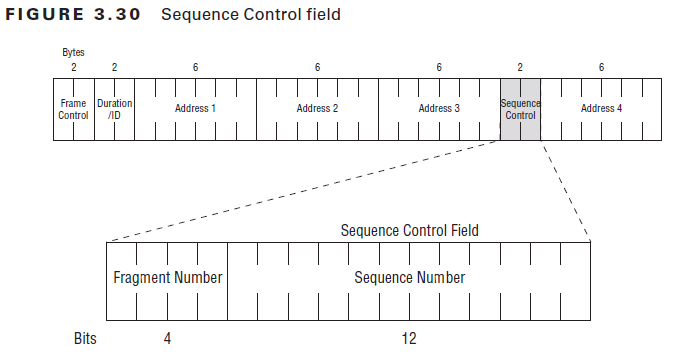 FIGURE 3.30 Sequence Control field
Bytes
2 2 6 6 6 2 6
Frame Control
Duration /ID
Address 1
Address 2
Address 3
Sequence Control
Address 4
Sequence Control Field
Fragment Number
Sequence Number
Bits 4 12